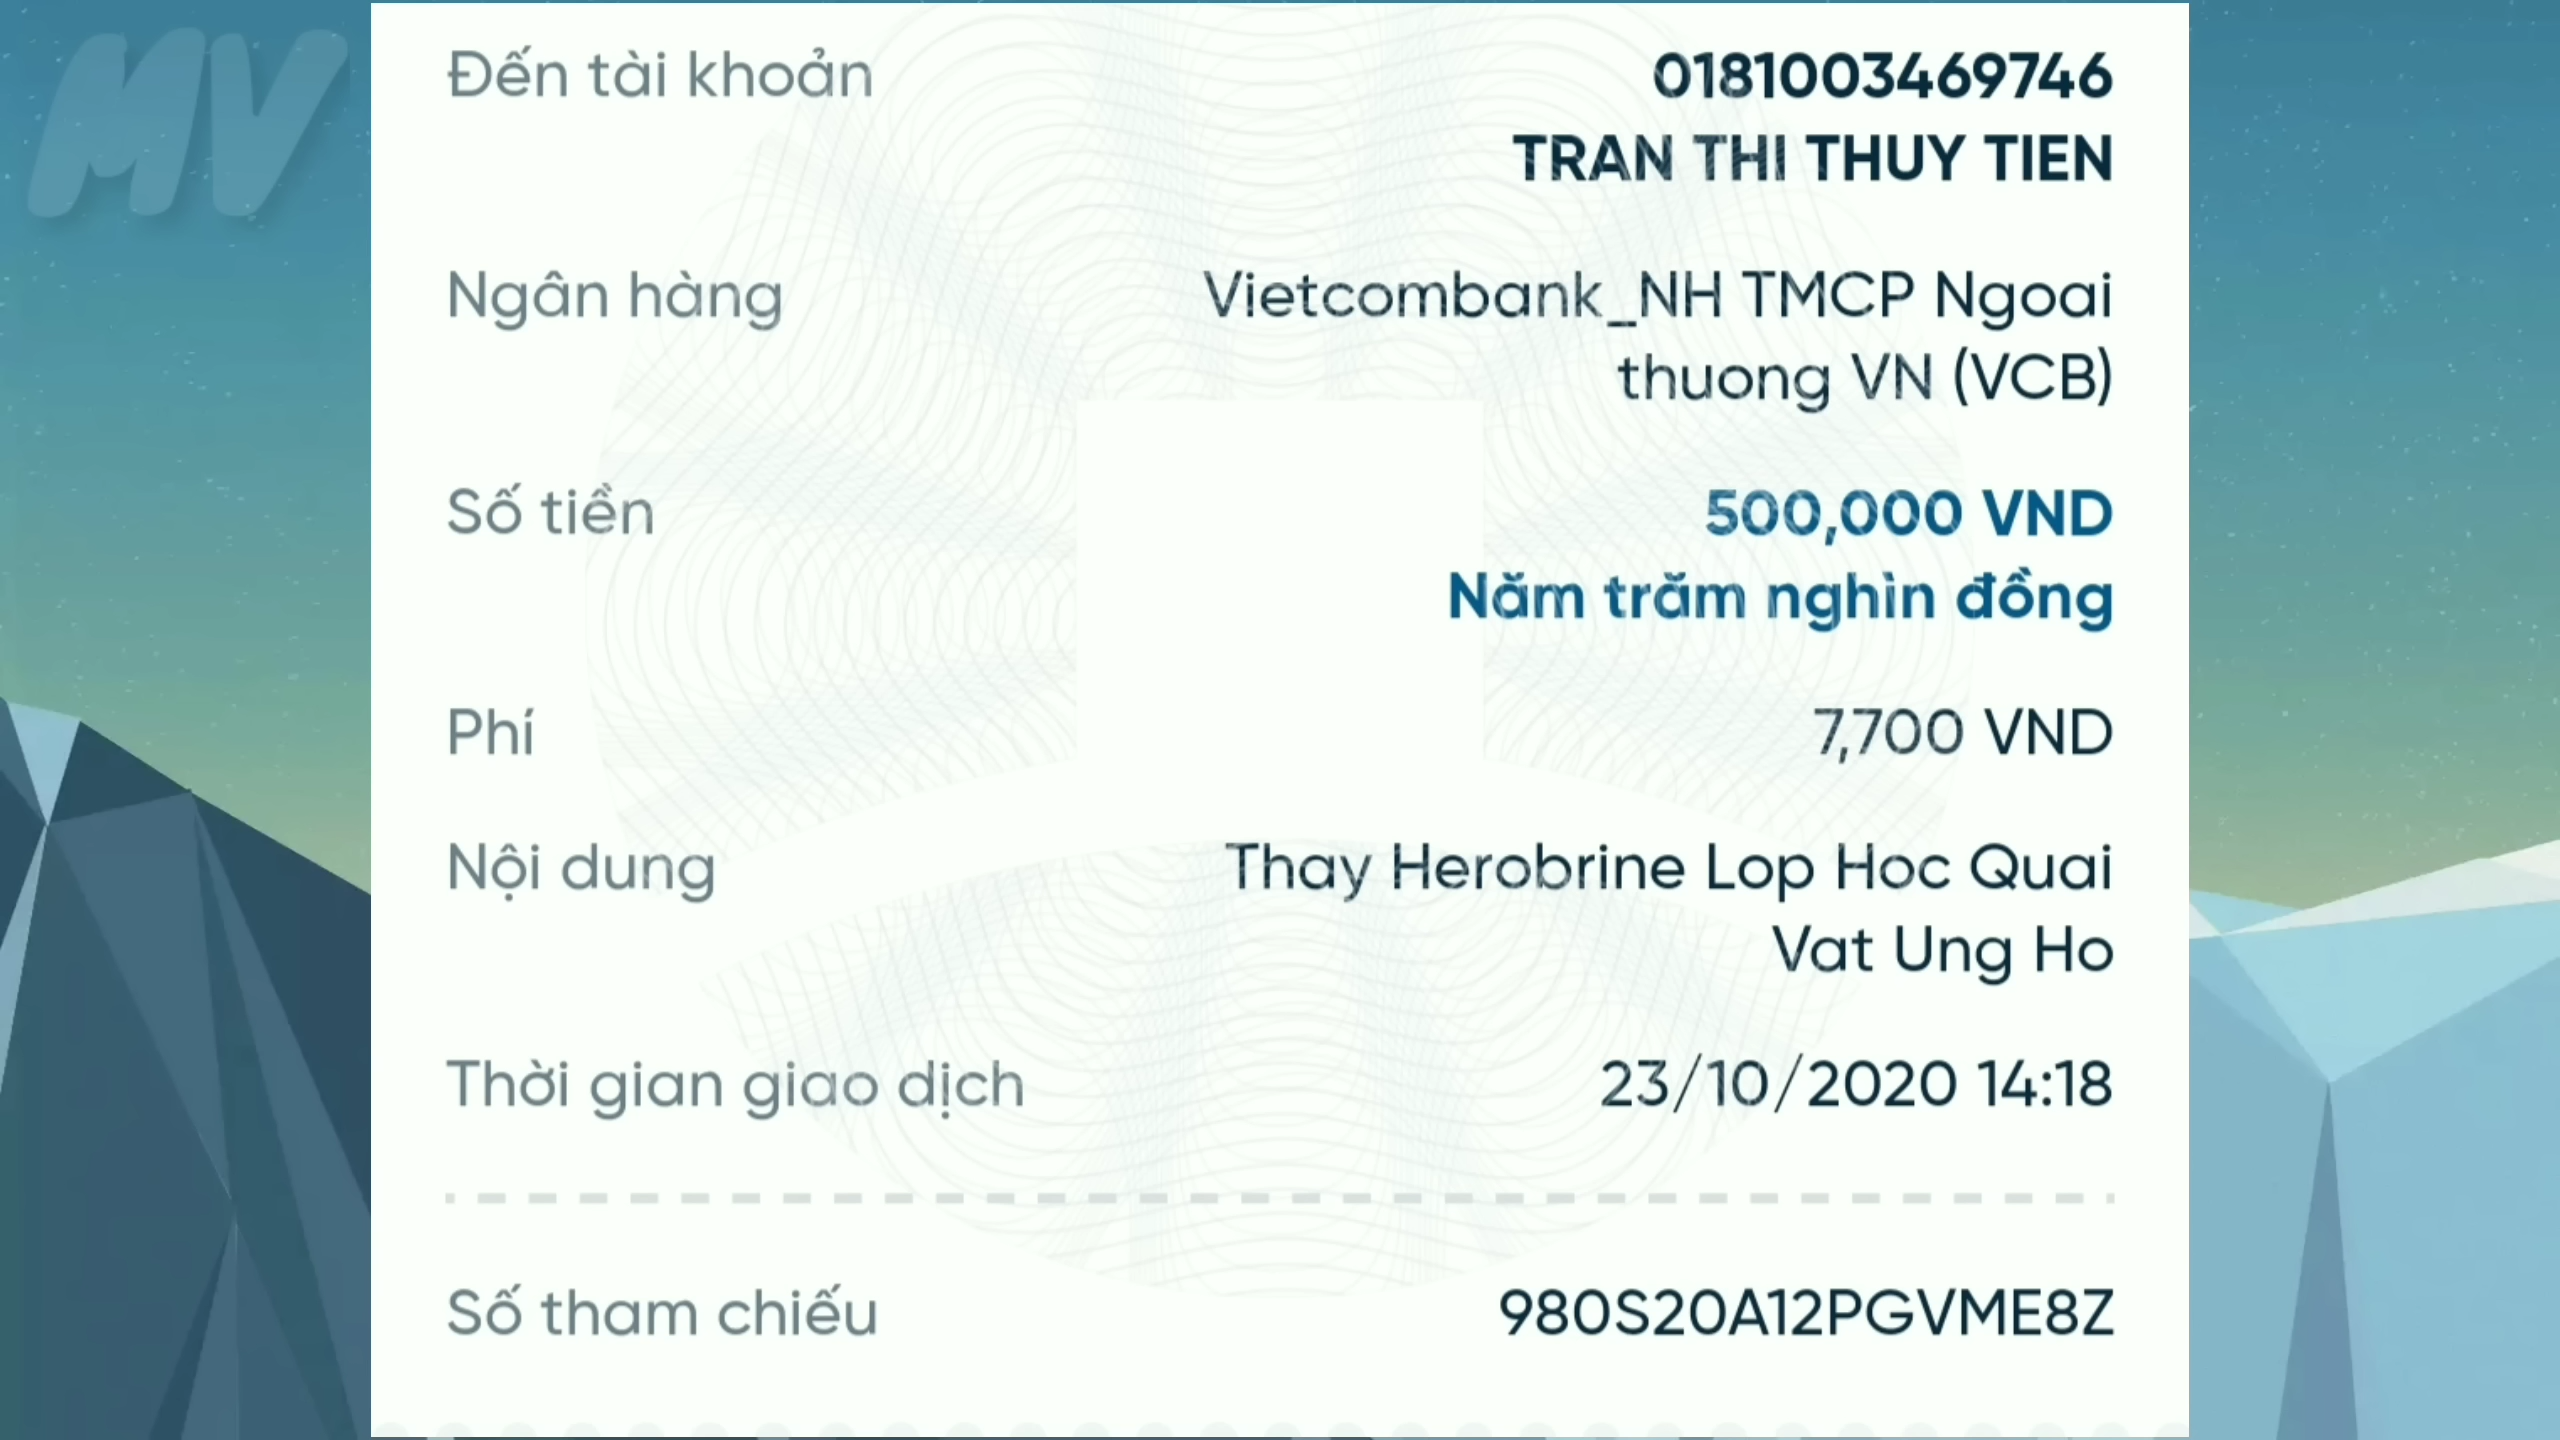 MV
Đến tài khoản 0181003469746
TRAN THI THUY TIEN
Ngân hàng Vietcombank_NH TMCP Ngoai
thuong VN (VCB)
Số tiền 500,000 VND
Năm trăm nghìn đồng
Phí 7,700 VND
Nội dung Thay Herobrine Lop Hoc Quai
Vat Ung Ho
Thời gian giao dịch 23/10/2020 14:18
Số tham chiếu 980S20A12PGVME8Z